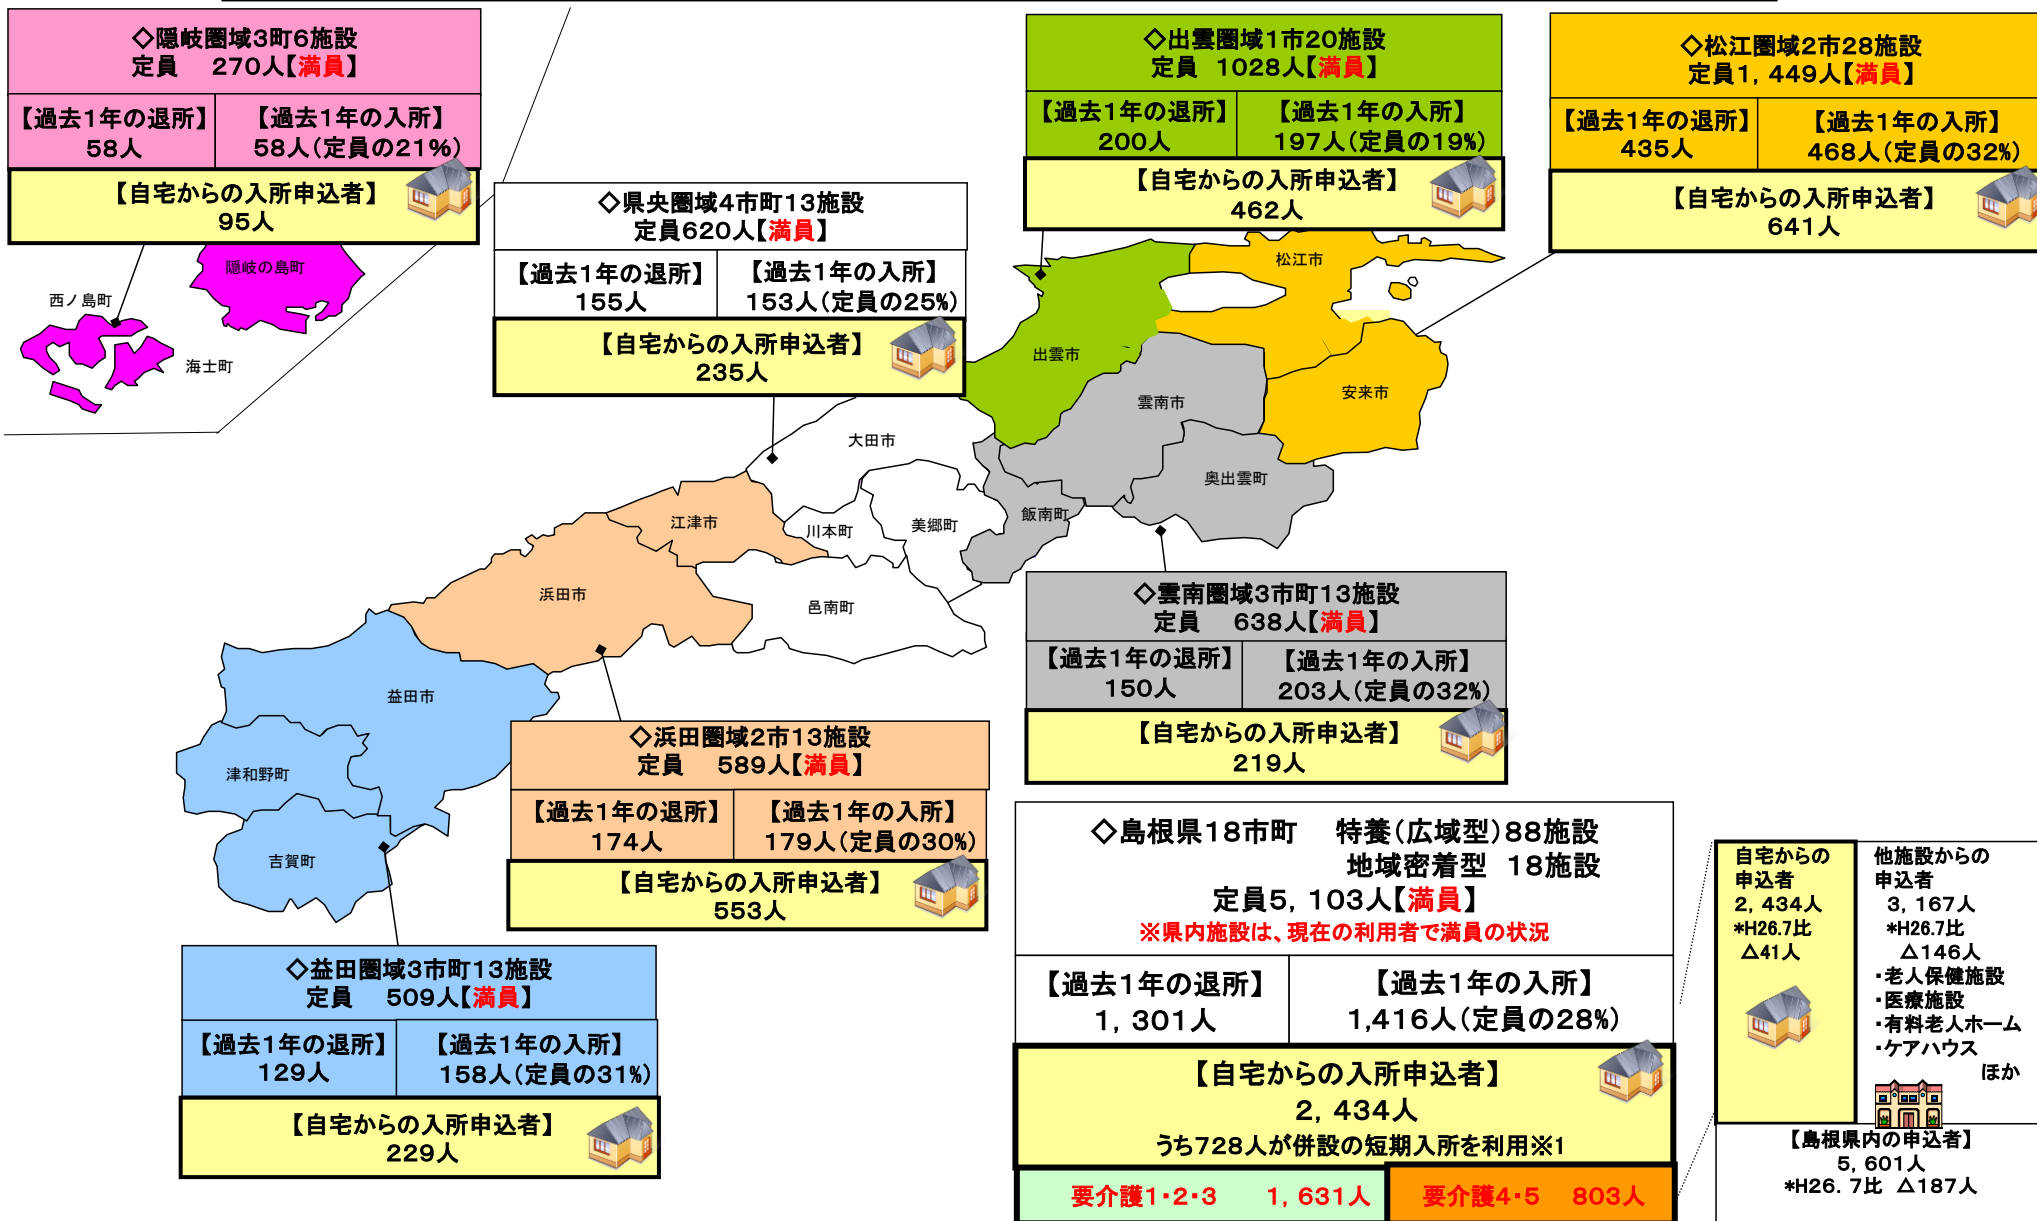 ◇隠岐圏域3町6施設
定員　270人【満員】
【過去1年の退所】
58人
【過去1年の入所】
58人(定員の21%)
【自宅からの入所申込者】
95人
◇県央圏域4市町13施設
定員620人【満員】
【過去1年の退所】
155人
【過去1年の入所】
153人(定員の25%)
【自宅からの入所申込者】
235人
◇出雲圏域1市20施設
定員　1028人【満員】
【過去1年の退所】
200人
【過去1年の入所】
197人(定員の19%)
【自宅からの入所申込者】
462人
◇松江圏域2市28施設
定員1，449人【満員】
【過去1年の退所】
435人
【過去1年の入所】
468人(定員の32%)
【自宅からの入所申込者】
641人
隠岐の島町
西ノ島町
海士町
松江市
出雲市
安来市
雲南市
奥出雲町
飯南町
大田市
川本町
美郷町
邑南町
江津市
浜田市
益田市
津和野町
吉賀町
◇雲南圏域3市町13施設
定員　638人【満員】
【過去1年の退所】
150人
【過去1年の入所】
203人(定員の32%)
【自宅からの入所申込者】
219人
◇浜田圏域2市13施設
定員　589人【満員】
【過去1年の退所】
174人
【過去1年の入所】
179人(定員の30%)
【自宅からの入所申込者】
553人
◇益田圏域3市町13施設
定員　509人【満員】
【過去1年の退所】
129人
【過去1年の入所】
158人(定員の31%)
【自宅からの入所申込者】
229人
◇島根県18市町　特養(広域型)88施設
地域密着型　18施設
定員5，103人【満員】
※県内施設は、現在の利用者で満員の状況
【過去1年の退所】
1，301人
【過去1年の入所】
1,416人(定員の28%)
【自宅からの入所申込者】
2，434人
うち728人が併設の短期入所を利用※1
要介護1・2・3　1，631人
要介護4・5　803人
自宅からの
申込者
2，434人
*H26.7比
△41人
他施設からの
申込者
3，167人
*H26.7比
△146人
・老人保健施設
・医療施設
・有料老人ホーム
・ケアハウス
ほか
【島根県内の申込者】
5，601人
*H26.7比　△187人